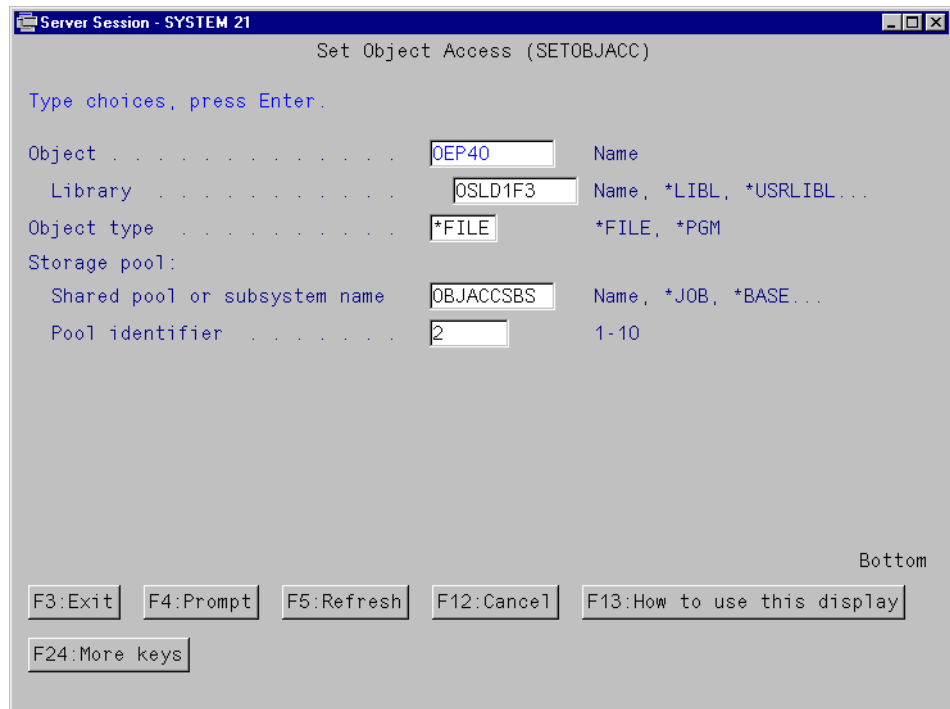 Server Session - SYSTEM 21
Set Object Access (SETOBJACC)
Type choices, press Enter.
Object . . . . . . . . . . . . . OEP40 Name
Library . . . . . . . . . . . OSLD1F3 Name, *LIBL, *USRLIBL...
Object type . . . . . . . . . . *FILE *FILE, *PGM
Storage pool:
Shared pool or subsystem name OBJACCSBS Name, *JOB, *BASE...
Pool identifier . . . . . . . 2 1-10
Bottom
F3:Exit F4:Prompt F5:Refresh F12:Cancel F13:How to use this display
F24:More keys